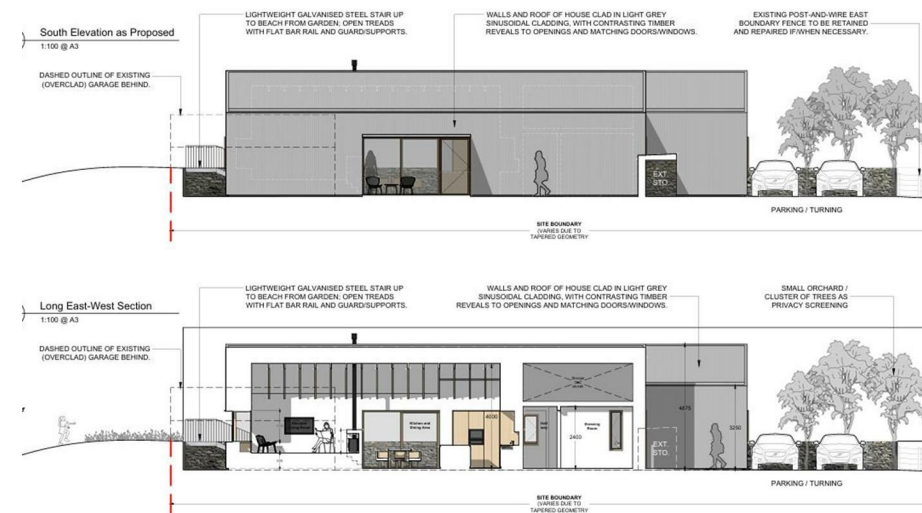 South Elevation as Proposed
1:100 @ A3
LIGHTWEIGHT GALVANISED STEEL STAIR UP
TO BEACH FROM GARDEN; OPEN TREADS
WITH FLAT BAR RAIL AND GUARD/SUPPORTS.
WALLS AND ROOF OF HOUSE CLAD IN LIGHT GREY
SINUSOIDAL CLADDING, WITH CONTRASTING TIMBER
REVEALS TO OPENINGS AND MATCHING DOORS/WINDOWS.
EXISTING POST-AND-WIRE EAST
BOUNDARY FENCE TO BE RETAINED
AND REPAIRED IF/WHEN NECESSARY.
DASHED OUTLINE OF EXISTING
(OVERCLAD) GARAGE BEHIND.
EXT.
STO.
PARKING / TURNING
SITE BOUNDARY
(VARIES DUE TO
TAPERED GEOMETRY
Long East-West Section
1:100 @ A3
LIGHTWEIGHT GALVANISED STEEL STAIR UP
TO BEACH FROM GARDEN; OPEN TREADS
WITH FLAT BAR RAIL AND GUARD/SUPPORTS.
WALLS AND ROOF OF HOUSE CLAD IN LIGHT GREY
SINUSOIDAL CLADDING, WITH CONTRASTING TIMBER
REVEALS TO OPENINGS AND MATCHING DOORS/WINDOWS.
SMALL ORCHARD /
CLUSTER OF TREES AS
PRIVACY SCREENING
DASHED OUTLINE OF EXISTING
(OVERCLAD) GARAGE BEHIND.
4000
4675
3250
2400
Kitchen and
Dining Area
Dressing
Room
EXT.
STO.
PARKING / TURNING
SITE BOUNDARY
(VARIES DUE TO
TAPERED GEOMETRY